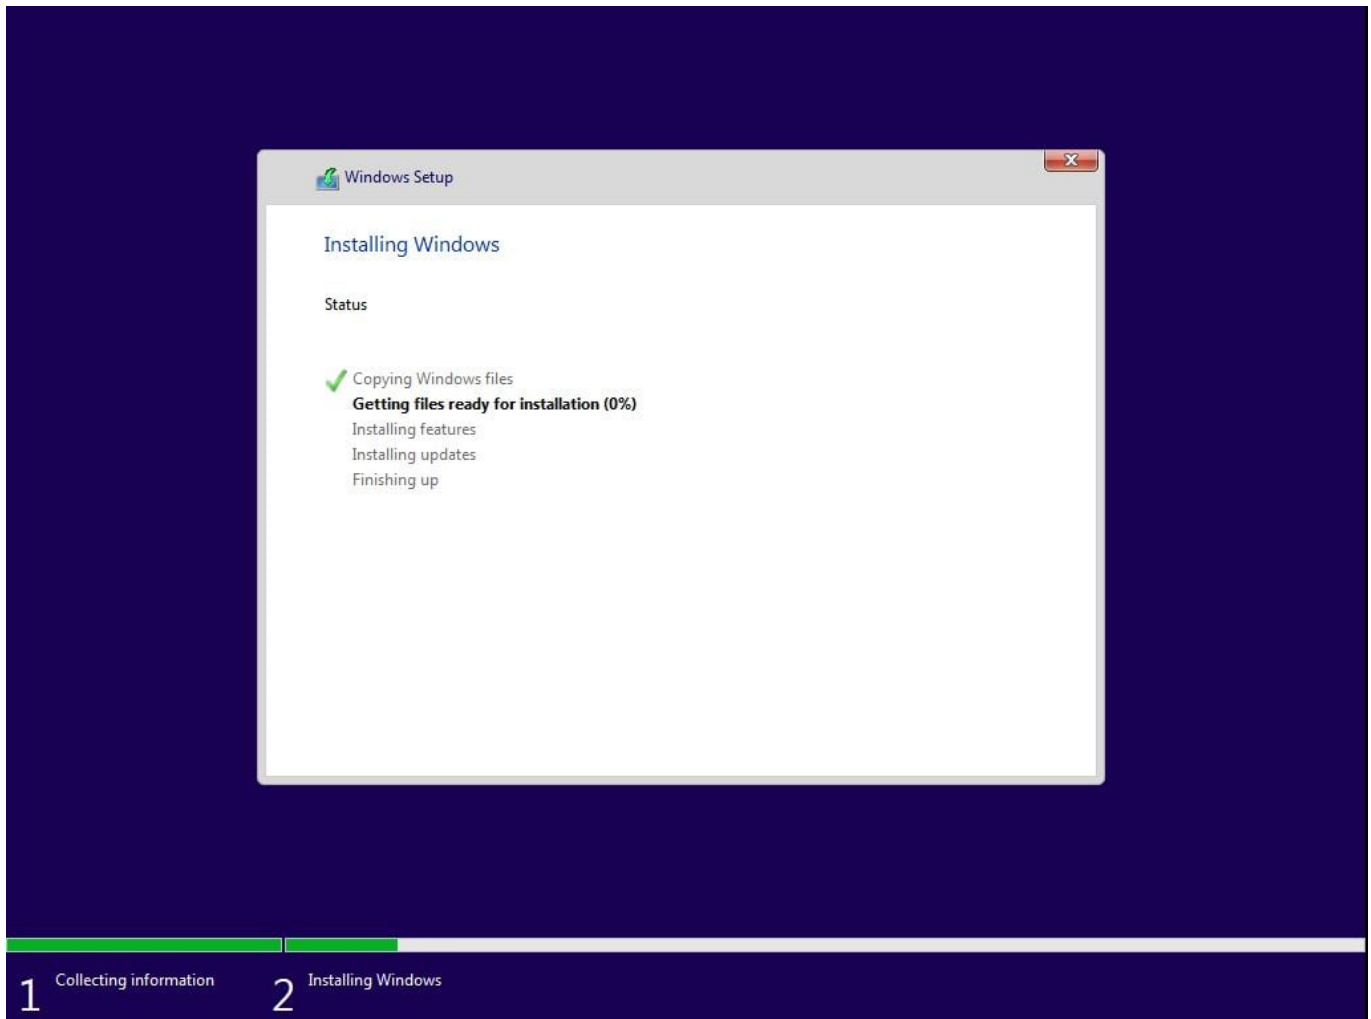 Windows Setup
Installing Windows
Status
Copying Windows files
Getting files ready for installation (0%)
Installing features
Installing updates
Finishing up
1 Collecting information 2 Installing Windows